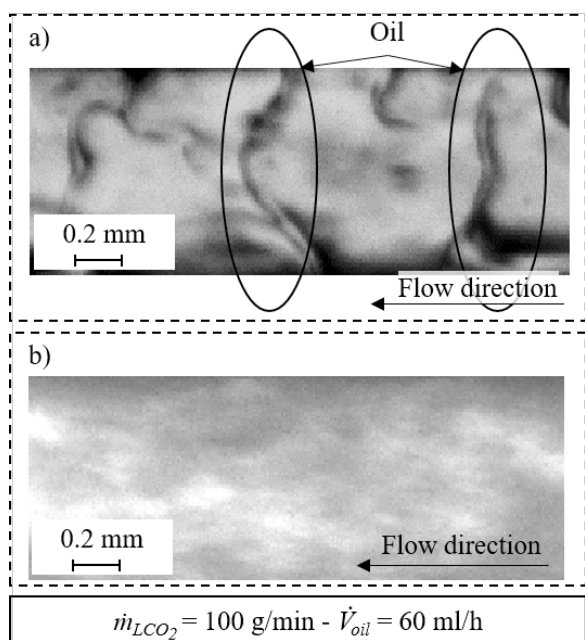 a)
Oil
0.2 mm
Flow direction
b)
0.2 mm
Flow direction
ṁ_LCO₂ = 100 g/min - V̇_oil = 60 ml/h